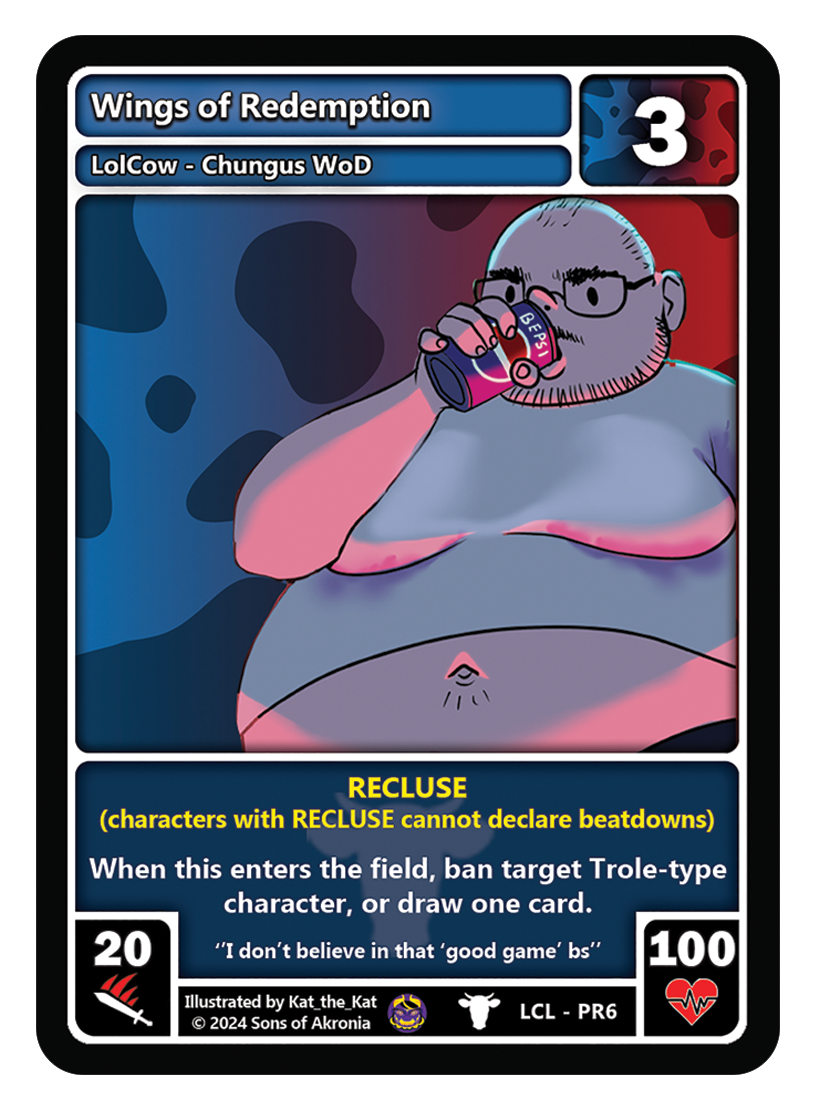 Wings of Redemption
3
LolCow - Chungus WoD
BEPSI
RECLUSE
(characters with RECLUSE cannot declare beatdowns)
When this enters the field, ban target Trole-type
character, or draw one card.
‘‘I don’t believe in that ‘good game’ bs’’
20
100
Illustrated by Kat_the_Kat
© 2024 Sons of Akronia
LCL - PR6